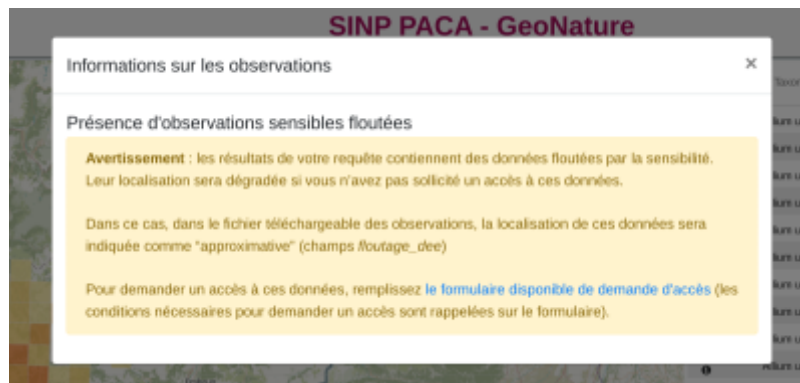 SINP PACA - GeoNature
Informations sur les observations
×
Présence d'observations sensibles floutées
Avertissement : les résultats de votre requête contiennent des données floutées par la sensibilité.
Leur localisation sera dégradée si vous n'avez pas sollicité un accès à ces données.
Dans ce cas, dans le fichier téléchargeable des observations, la localisation de ces données sera
indiquée comme "approximative" (champs floutage_dee)
Pour demander un accès à ces données, remplissez le formulaire disponible de demande d'accès (les
conditions nécessaires pour demander un accès sont rappelées sur le formulaire).